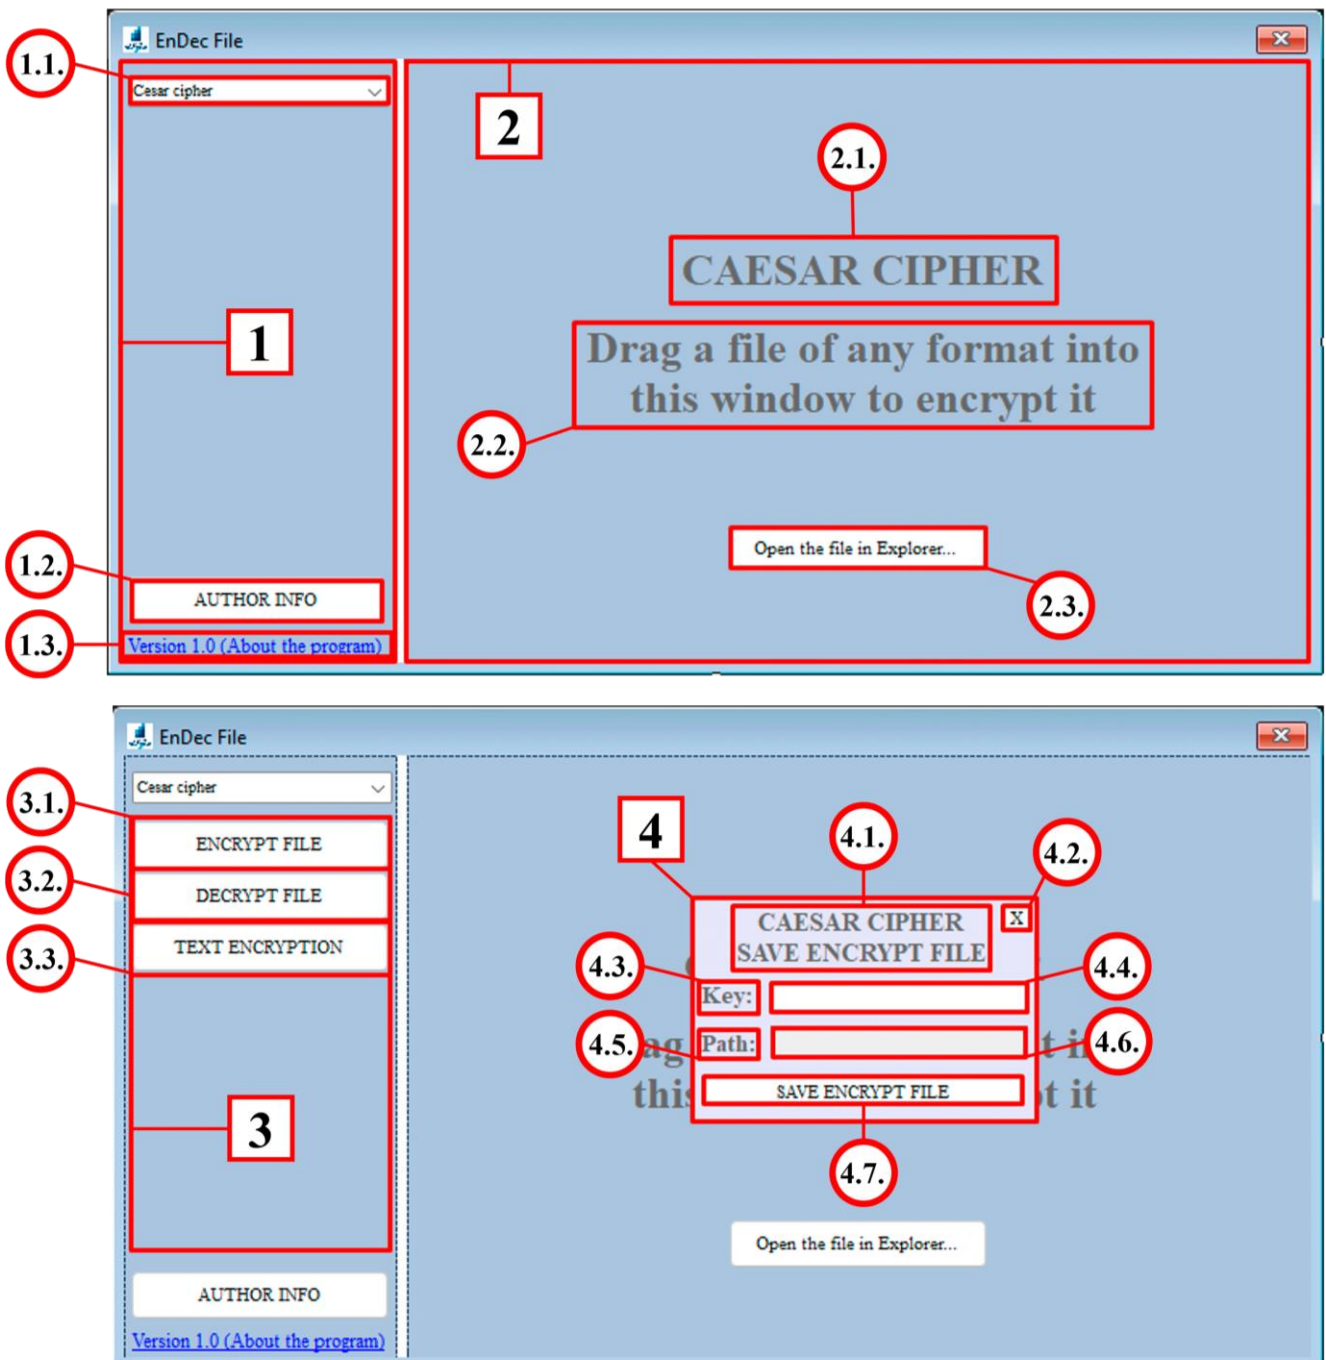 EnDec File
1.1.
Cesar cipher
2
2.1.
CAESAR CIPHER
1
Drag a file of any format into
this window to encrypt it
2.2.
Open the file in Explorer...
1.2.
AUTHOR INFO
2.3.
1.3.
Version 1.0 (About the program)
EnDec File
Cesar cipher
3.1.
ENCRYPT FILE
4
4.1.
4.2.
3.2.
DECRYPT FILE
CAESAR CIPHER
X
3.3.
TEXT ENCRYPTION
SAVE ENCRYPT FILE
4.3.
4.4.
Key:
4.5.
ag
Path:
t in
4.6.
this
SAVE ENCRYPT FILE
ot it
3
4.7.
Open the file in Explorer...
AUTHOR INFO
Version 1.0 (About the program)